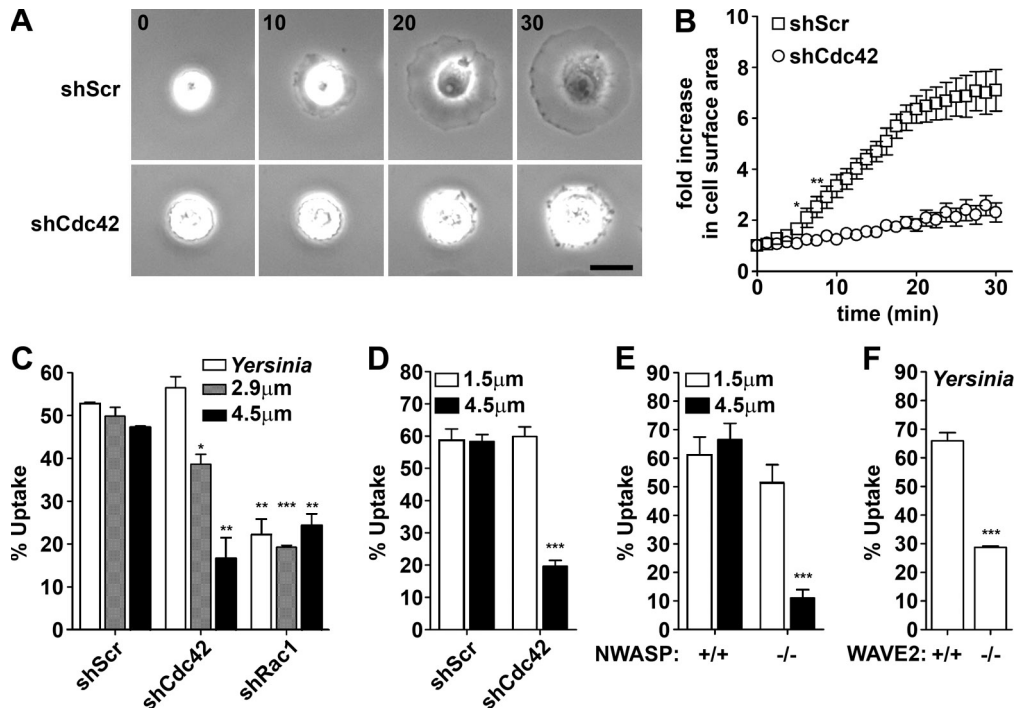 A
0
10
20
30
shScr
shCdc42
B
shScr
shCdc42
fold increase
in cell surface area
10
8
6
4
2
0
* **
0
10
20
30
time (min)
C
% Uptake
60
50
40
30
20
10
0
Yersinia
2.9μm
4.5μm
*
**
**
***
**
shScr
shCdc42
shRac1
D
% Uptake
90
80
70
60
50
40
30
20
10
0
1.5μm
4.5μm
***
shScr
shCdc42
E
% Uptake
90
80
70
60
50
40
30
20
10
0
1.5μm
4.5μm
***
NWASP: +/+ -/-
F
% Uptake
90
80
70
60
50
40
30
20
10
0
Yersinia
***
WAVE2: +/+ -/-